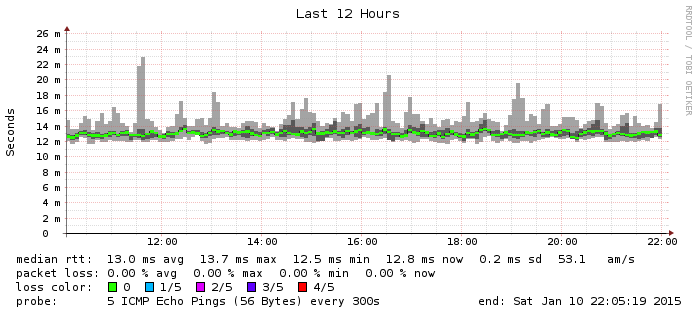 Last 12 Hours
RRDTOOL / TOBI OETIKER
Seconds
26 m
24 m
22 m
20 m
18 m
16 m
14 m
12 m
10 m
8 m
6 m
4 m
2 m
0
12:00 14:00 16:00 18:00 20:00 22:00
median rtt: 13.0 ms avg 13.7 ms max 12.5 ms min 12.8 ms now 0.2 ms sd 53.1 am/s
packet loss: 0.00 % avg 0.00 % max 0.00 % min 0.00 % now
loss color: 0 1/5 2/5 3/5 4/5
probe: 5 ICMP Echo Pings (56 Bytes) every 300s end: Sat Jan 10 22:05:19 2015